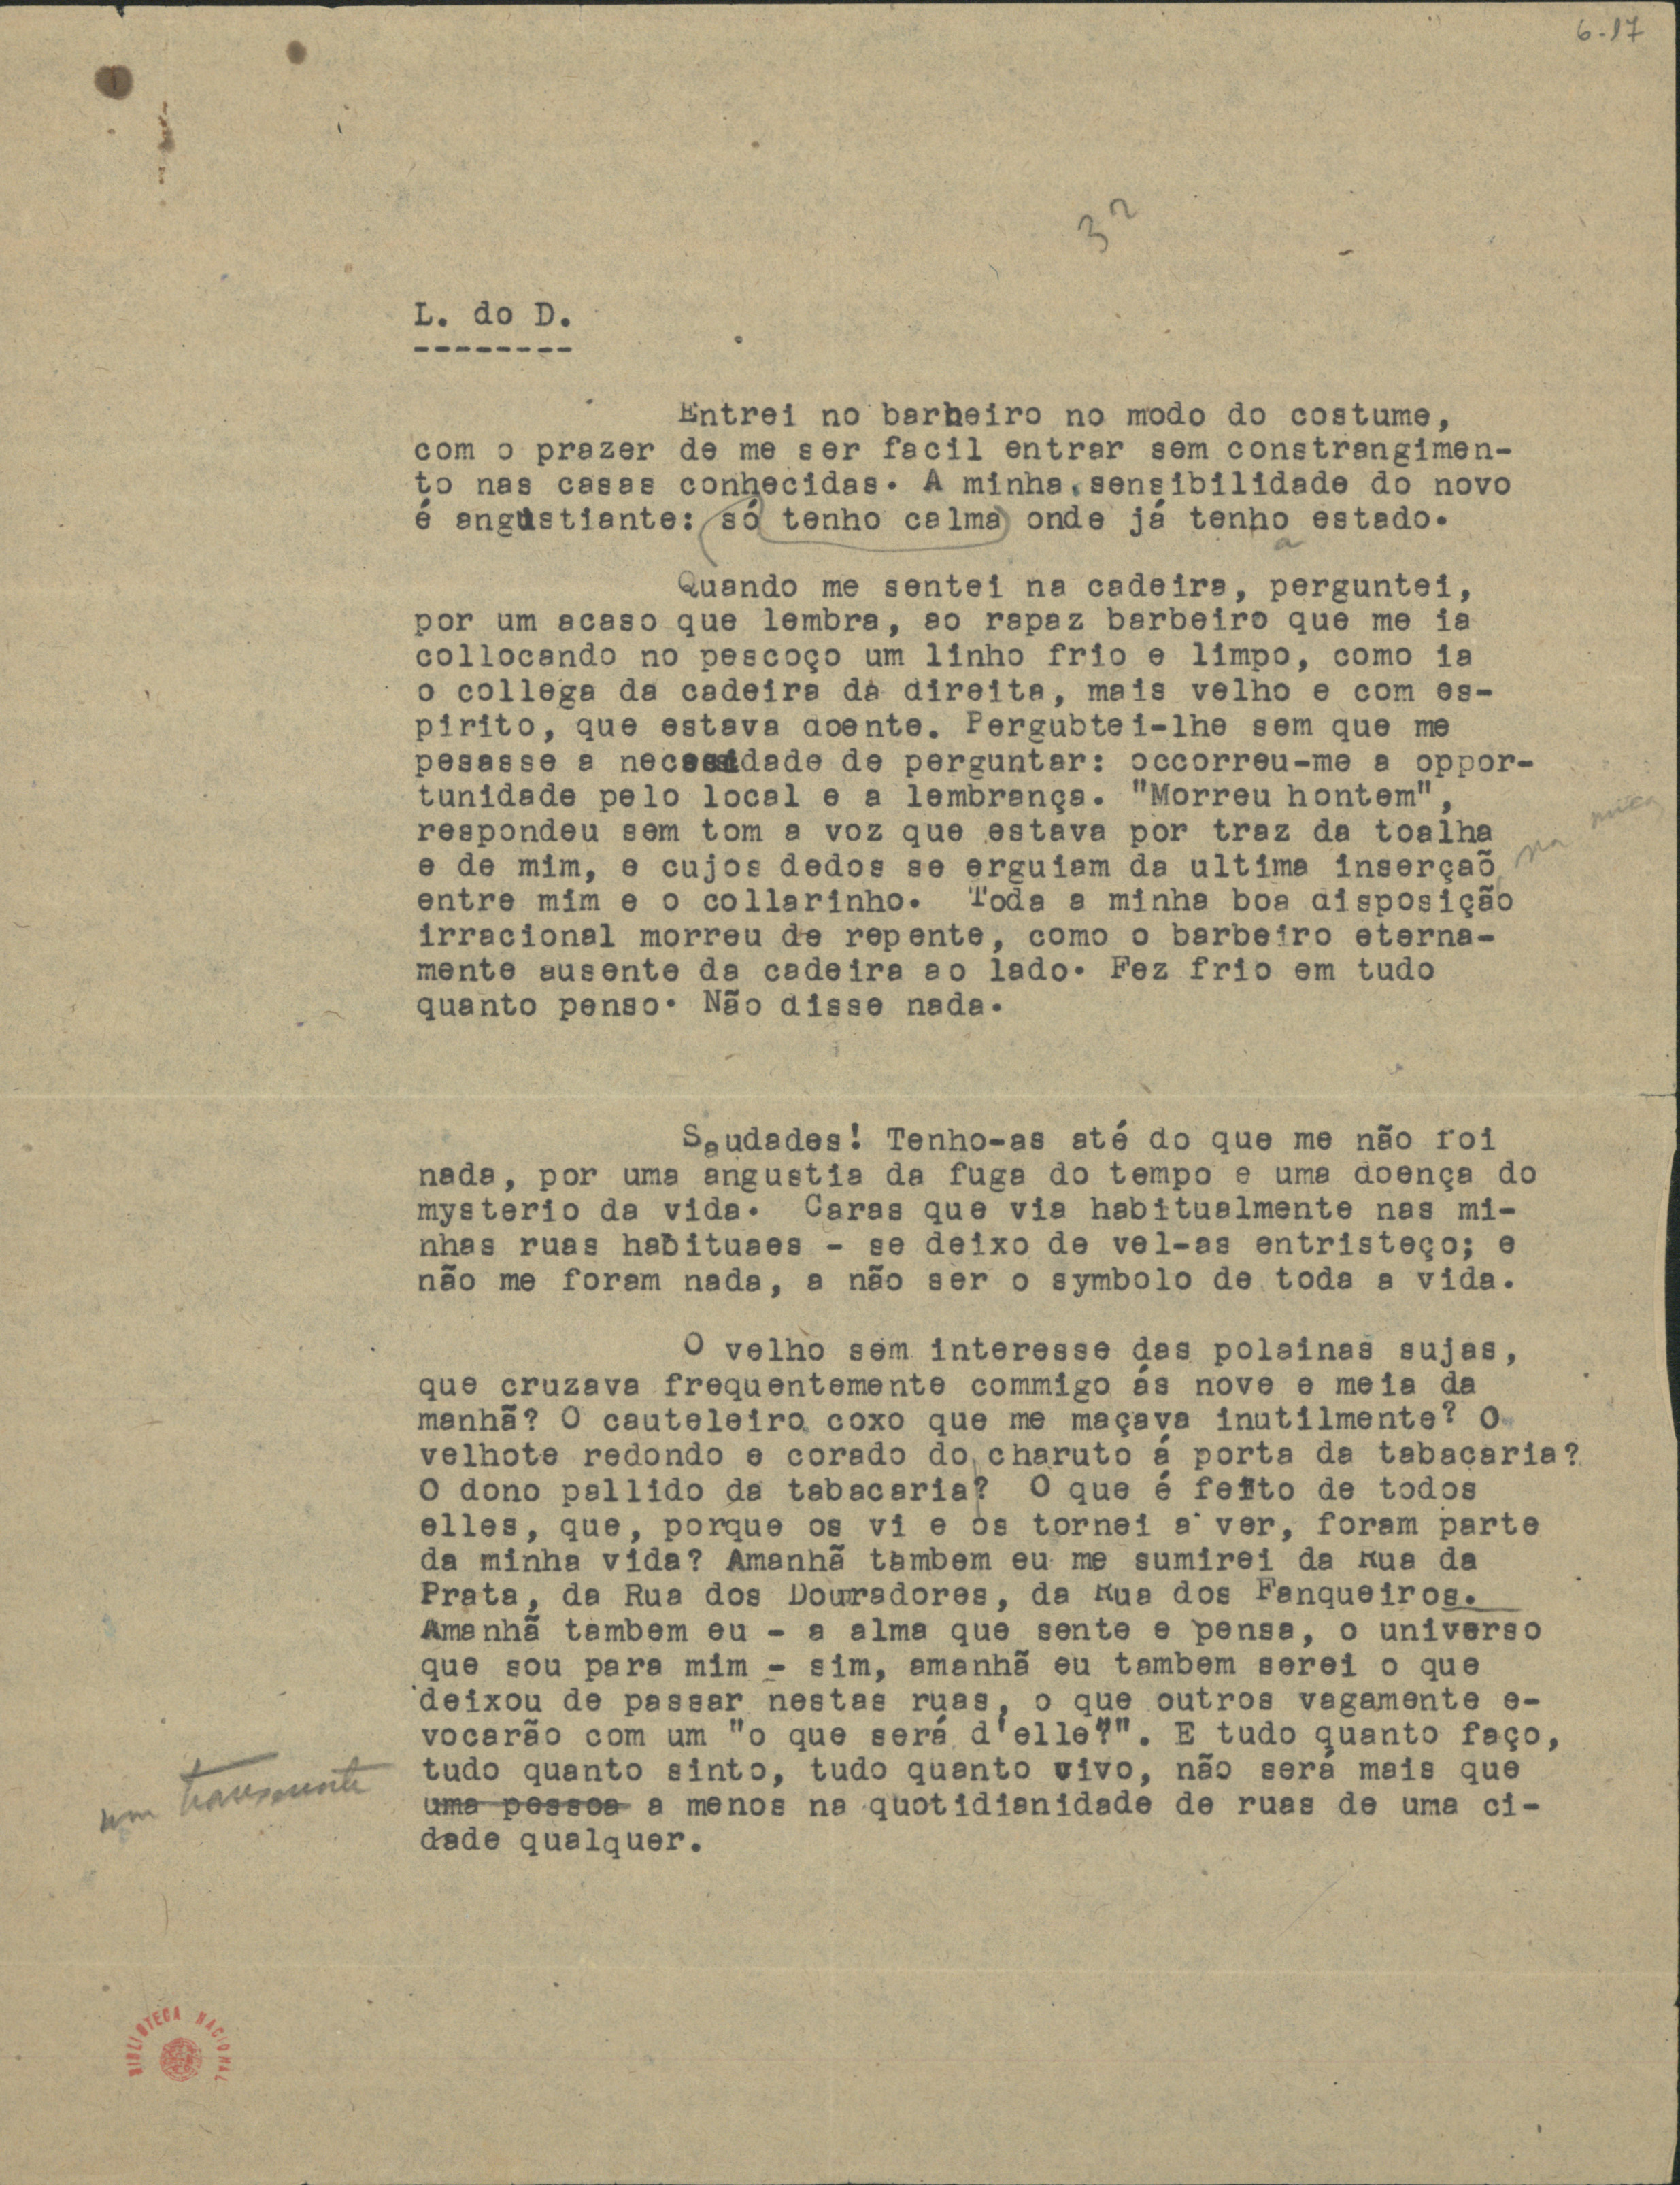 6-17
32
L. do D.
--------
Entrei no barbeiro no modo do costume,
com o prazer de me ser facil entrar sem constrangimen-
to nas casas conhecidas. A minha sensibilidade do novo
é angustiante: só tenho calma onde já tenho estado.
Quando me sentei na cadeira, perguntei,
por um acaso que lembra, ao rapaz barbeiro que me ia
collocando no pescoço um linho frio e limpo, como ia
o collega da cadeira da direita, mais velho e com es-
pirito, que estava doente. Pergubtei-lhe sem que me
pesasse a necessidade de perguntar: occorreu-me a oppor-
tunidade pelo local e a lembrança. "Morreu hontem",
respondeu sem tom a voz que estava por traz da toalha
e de mim, e cujos dedos se erguiam da ultima inserçaõ na nuca,
entre mim e o collarinho. Toda a minha boa disposição
irracional morreu de repente, como o barbeiro eterna-
mente ausente da cadeira ao lado. Fez frio em tudo
quanto penso. Não disse nada.
Saudades! Tenho-as até do que me não foi
nada, por uma angustia da fuga do tempo e uma doença do
mysterio da vida. Caras que via habitualmente nas mi-
nhas ruas habituaes - se deixo de vel-as entristeço; e
não me foram nada, a não ser o symbolo de toda a vida.
O velho sem interesse das polainas sujas,
que cruzava frequentemente commigo ás nove e meia da
manhã? O cauteleiro coxo que me maçava inutilmente? O
velhote redondo e corado do charuto á porta da tabacaria?
O dono pallido da tabacaria? O que é feito de todos
elles, que, porque os vi e os tornei a ver, foram parte
da minha vida? Amanhã tambem eu me sumirei da Rua da
Prata, da Rua dos Douradores, da Rua dos Fanqueiros.
Amanhã tambem eu - a alma que sente e pensa, o universo
que sou para mim - sim, amanhã eu tambem serei o que
deixou de passar nestas ruas, o que outros vagamente e-
vocarão com um "o que será d'elle?". E tudo quanto faço,
tudo quanto sinto, tudo quanto vivo, não será mais que
um transeunte
uma pessoa a menos na quotidianidade de ruas de uma ci-
dade qualquer.
BIBLIOTECA NACIONAL